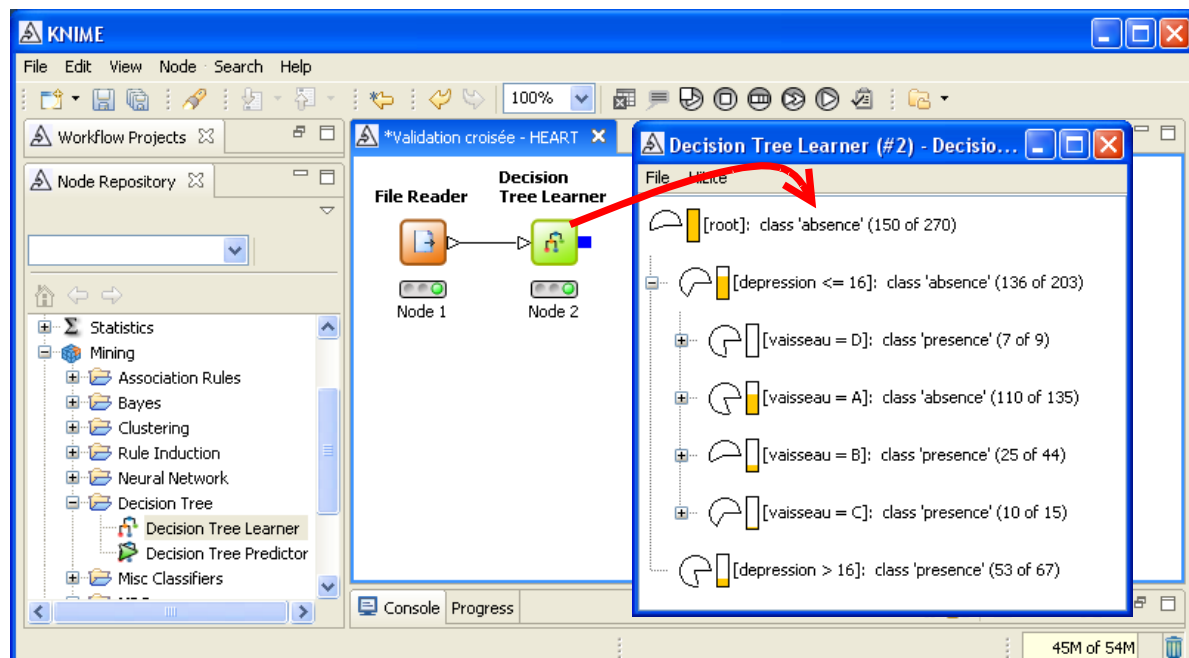 KNIME
File Edit View Node Search Help
100%
Workflow Projects
*Validation croisée - HEART
Node Repository
File Reader
Decision Tree Learner
Node 1
Node 2
Statistics
Mining
Association Rules
Bayes
Clustering
Rule Induction
Neural Network
Decision Tree
Decision Tree Learner
Decision Tree Predictor
Misc Classifiers
Decision Tree Learner (#2) - Decisio...
File HiLite
[root]: class 'absence' (150 of 270)
[depression <= 16]: class 'absence' (136 of 203)
[vaisseau = D]: class 'presence' (7 of 9)
[vaisseau = A]: class 'absence' (110 of 135)
[vaisseau = B]: class 'presence' (25 of 44)
[vaisseau = C]: class 'presence' (10 of 15)
[depression > 16]: class 'presence' (53 of 67)
Console Progress
45M of 54M